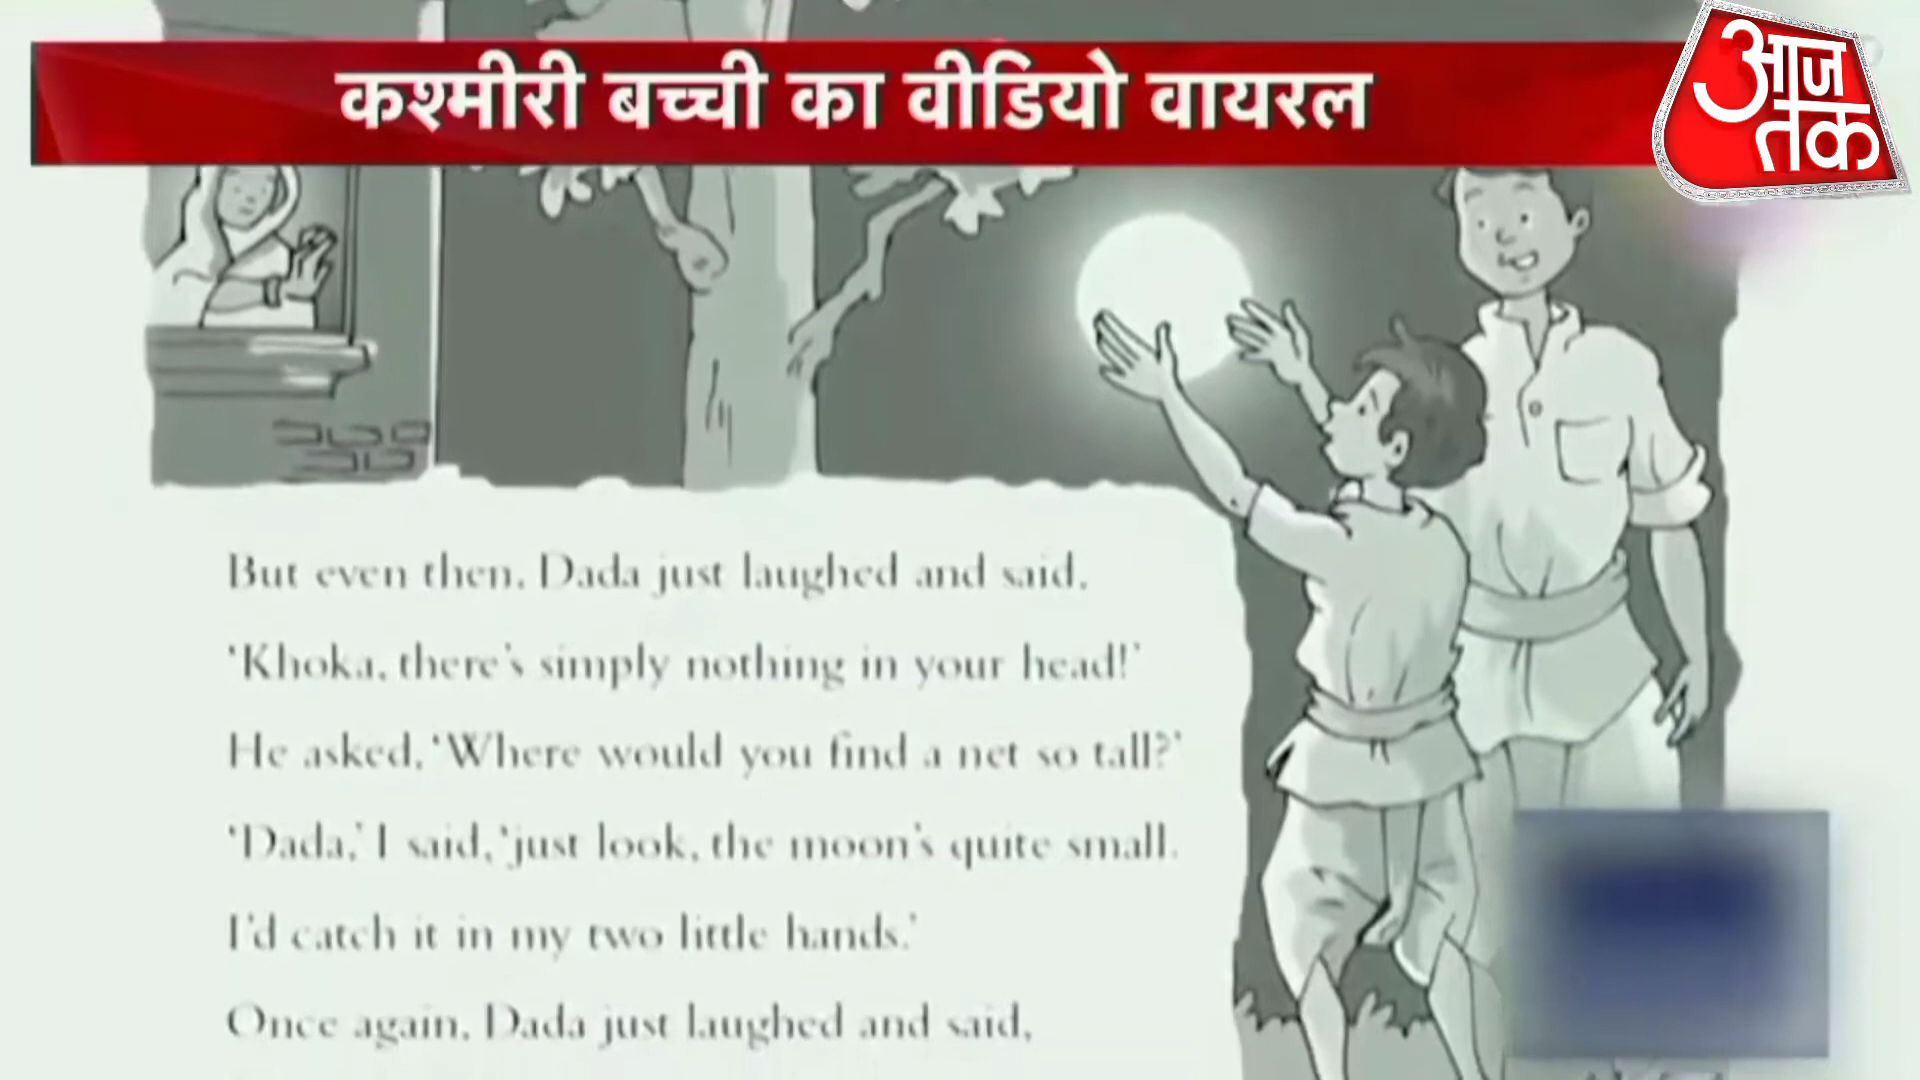 कश्मीरी बच्ची का वीडियो वायरल
आज
तक
But even then, Dada just laughed and said,
‘Khoka, there’s simply nothing in your head!’
He asked, ‘Where would you find a net so tall?’
‘Dada,’ I said, ‘just look, the moon’s quite small.
I’d catch it in my two little hands.’
Once again, Dada just laughed and said,